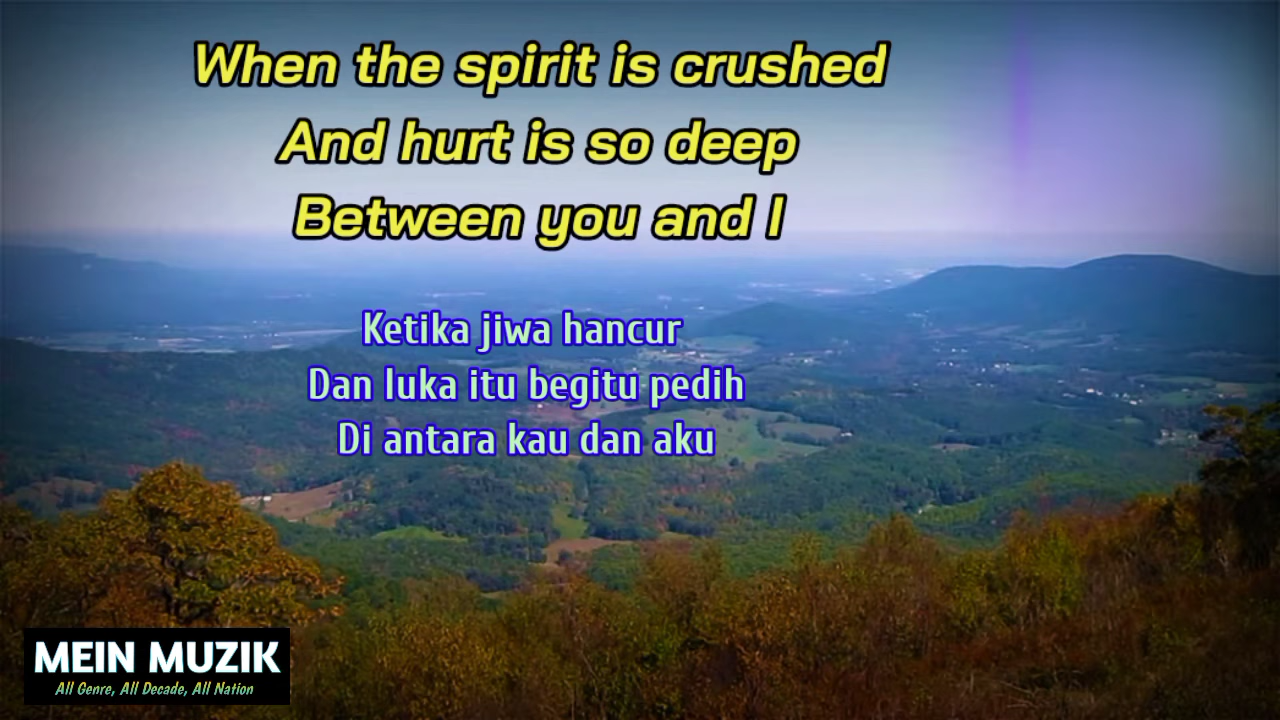 When the spirit is crushed
And hurt is so deep
Between you and I
Ketika jiwa hancur
Dan luka itu begitu pedih
Di antara kau dan aku
MEIN MUZIK
All Genre, All Decade, All Nation